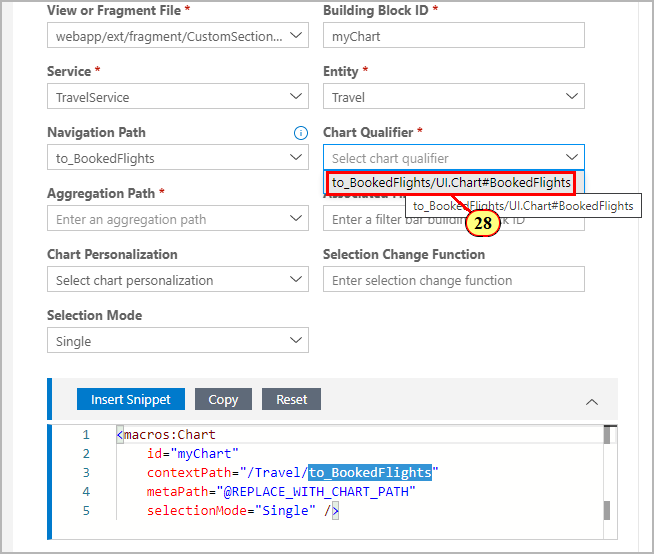 View or Fragment File *
Building Block ID *
webapp/ext/fragment/CustomSection...
myChart
Service *
Entity *
TravelService
Travel
Navigation Path
Chart Qualifier *
to_BookedFlights
Select chart qualifier
to_BookedFlights/UI.Chart#BookedFlights
Aggregation Path *
to_BookedFlights/UI.Chart#BookedFlights
Enter an aggregation path
Enter a filter bar building block ID
28
Chart Personalization
Selection Change Function
Select chart personalization
Enter selection change function
Selection Mode
Single
Insert Snippet
Copy
Reset
1 <macros:Chart
2 id="myChart"
3 contextPath="/Travel/to_BookedFlights"
4 metaPath="@REPLACE_WITH_CHART_PATH"
5 selectionMode="Single" />